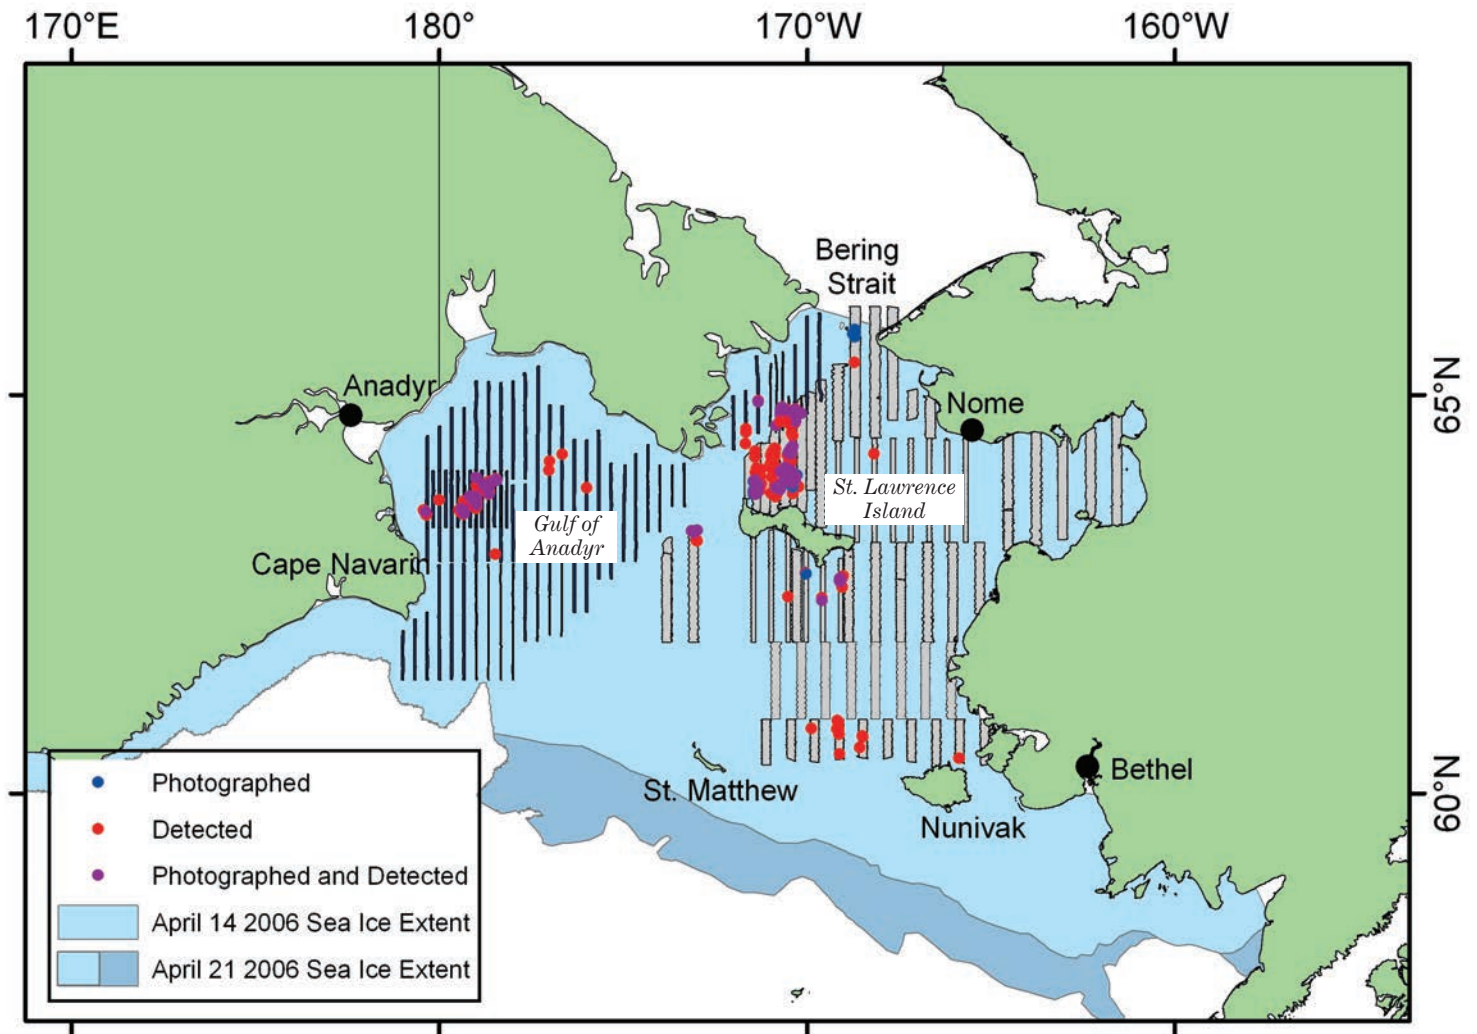 170°E
180°
170°W
160°W
Bering
Strait
65°N
Anadyr
Nome
St. Lawrence
Island
Gulf of
Anadyr
Cape Navarin
Bethel
St. Matthew
60°N
Nunivak
Photographed
Detected
Photographed and Detected
April 14 2006 Sea Ice Extent
April 21 2006 Sea Ice Extent